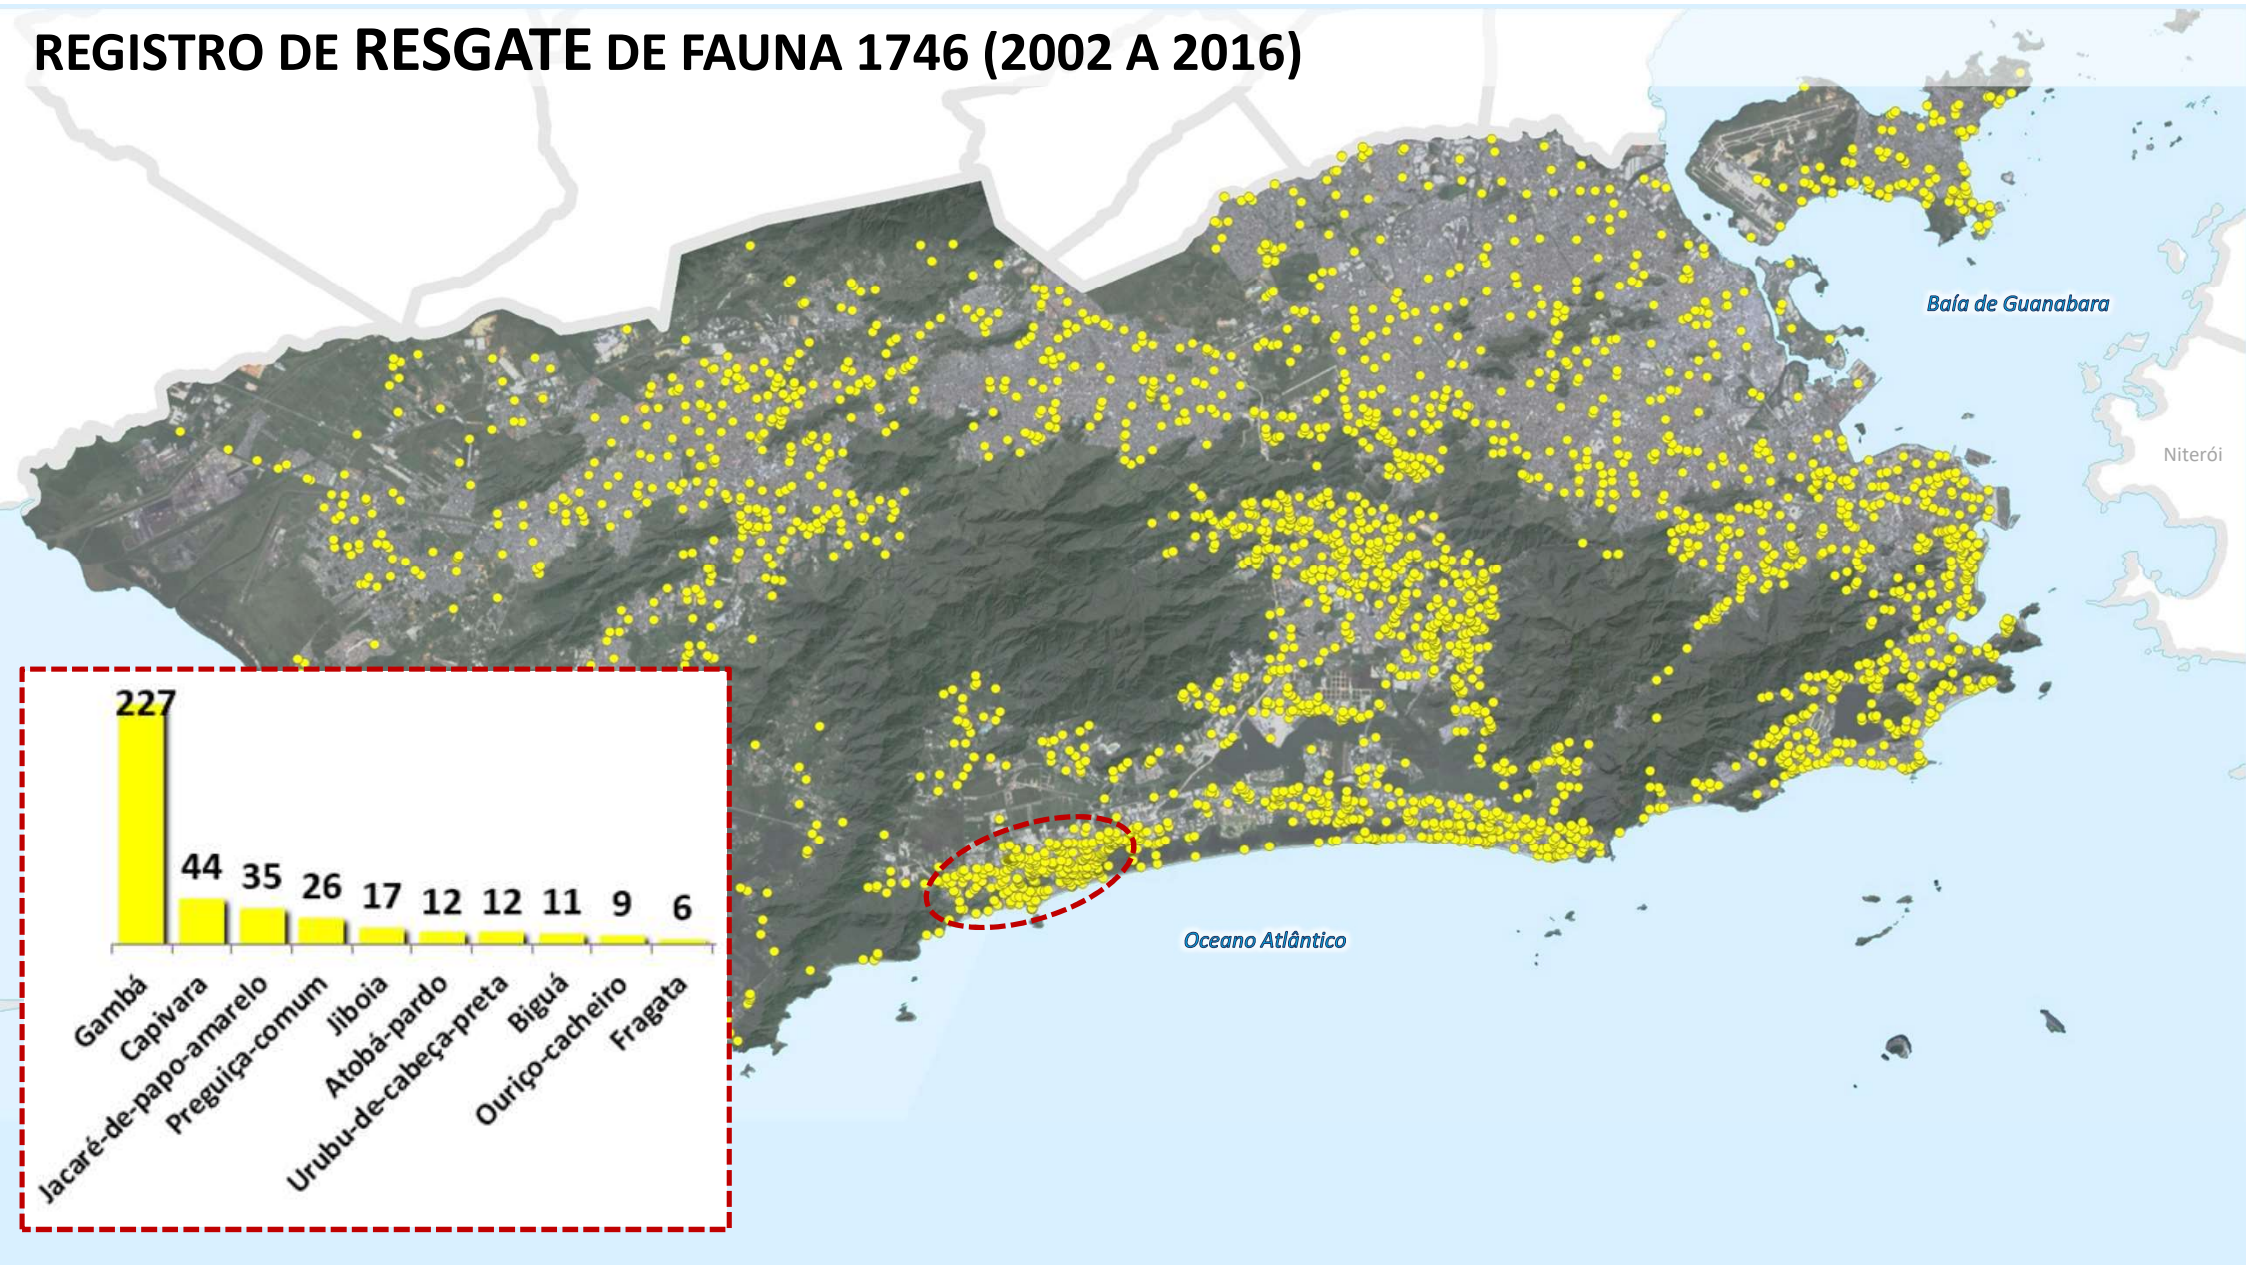 REGISTRO DE RESGATE DE FAUNA 1746 (2002 A 2016)
Baía de Guanabara
Niterói
Oceano Atlântico
227
44
35
26
17
12
12
11
9
6
Gambá
Capivara
Jacaré-de-papo-amarelo
Preguiça-comum
Jiboia
Atobá-pardo
Urubu-de-cabeça-preta
Biguá
Ouriço-cacheiro
Fragata